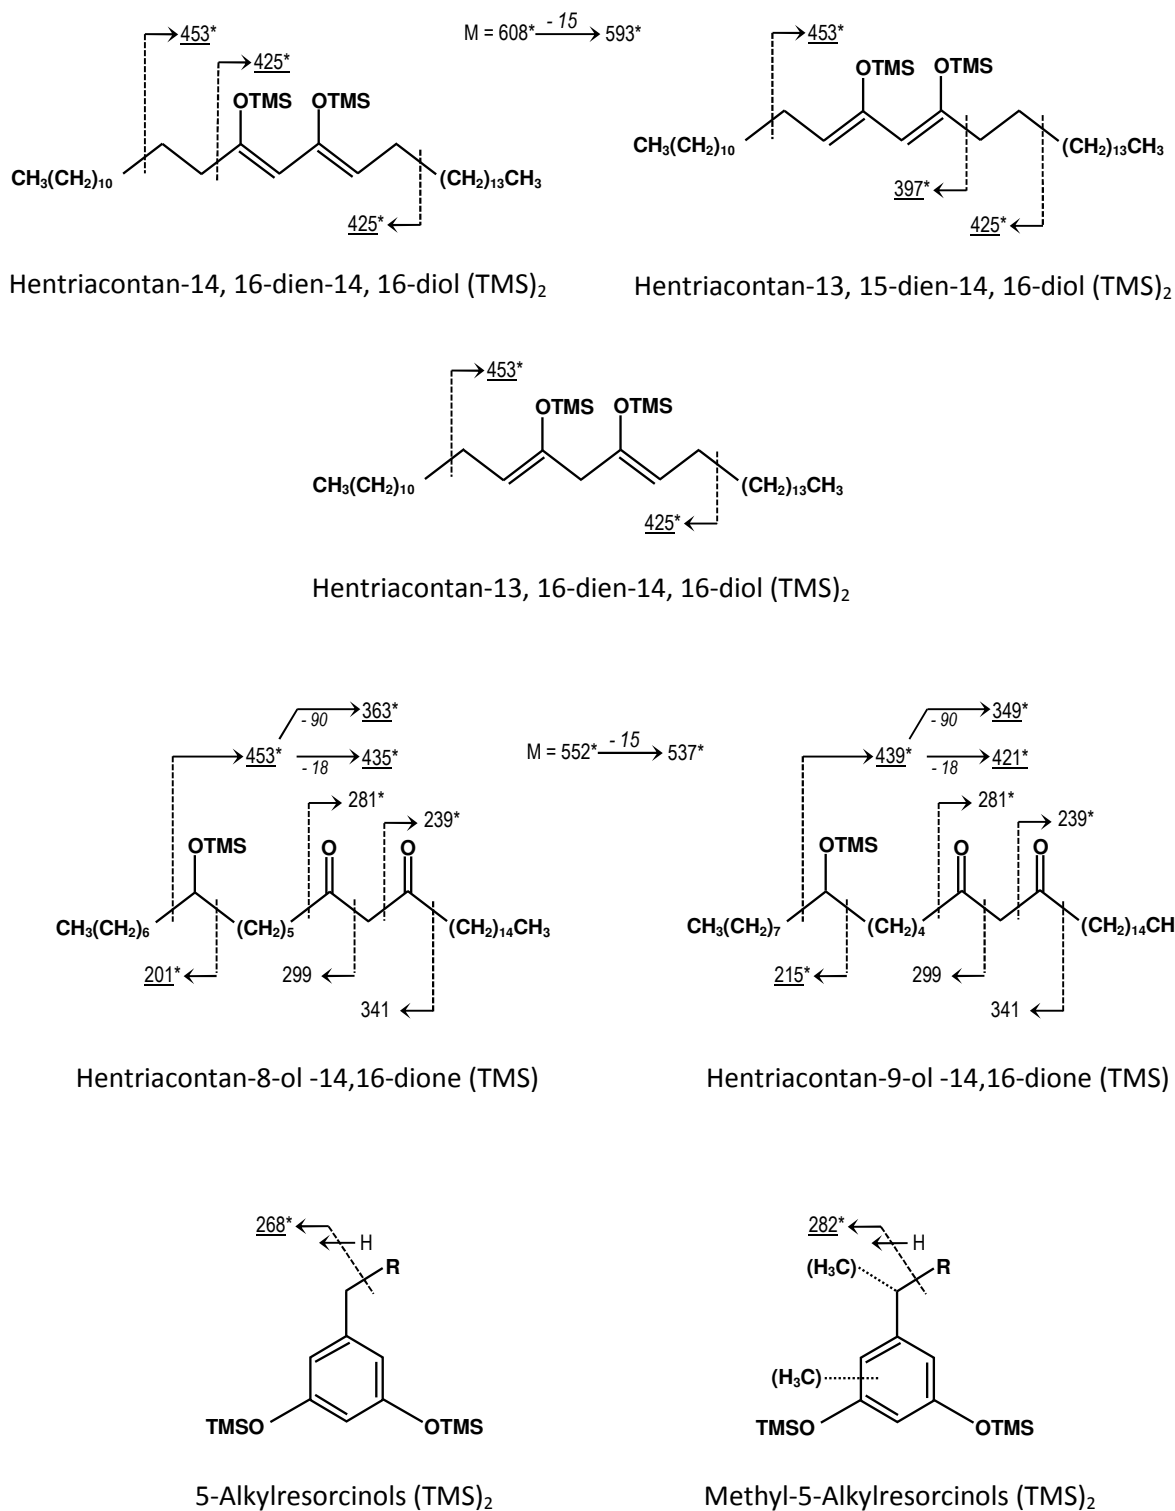 453*
M = 608* - 15 593*
453*
425*
OTMS OTMS
OTMS OTMS
CH₃(CH₂)₁₀ (CH₂)₁₃CH₃
CH₃(CH₂)₁₀ (CH₂)₁₃CH₃
397*
425*
425*
Hentriacontan-14, 16-dien-14, 16-diol (TMS)₂
Hentriacontan-13, 15-dien-14, 16-diol (TMS)₂
453*
OTMS OTMS
CH₃(CH₂)₁₀ (CH₂)₁₃CH₃
425*
Hentriacontan-13, 16-dien-14, 16-diol (TMS)₂
- 90 363*
453* - 18 435*
M = 552* - 15 537*
- 90 349*
439* - 18 421*
281*
239*
OTMS O O
281*
239*
OTMS O O
CH₃(CH₂)₆ (CH₂)₅ (CH₂)₁₄CH₃
CH₃(CH₂)₇ (CH₂)₄ (CH₂)₁₄CH
201* 299
341
215* 299
341
Hentriacontan-8-ol -14,16-dione (TMS)
Hentriacontan-9-ol -14,16-dione (TMS)
268*
H
R
TMSO OTMS
282*
H
(H₃C) R
(H₃C)
TMSO OTMS
5-Alkylresorcinols (TMS)₂
Methyl-5-Alkylresorcinols (TMS)₂